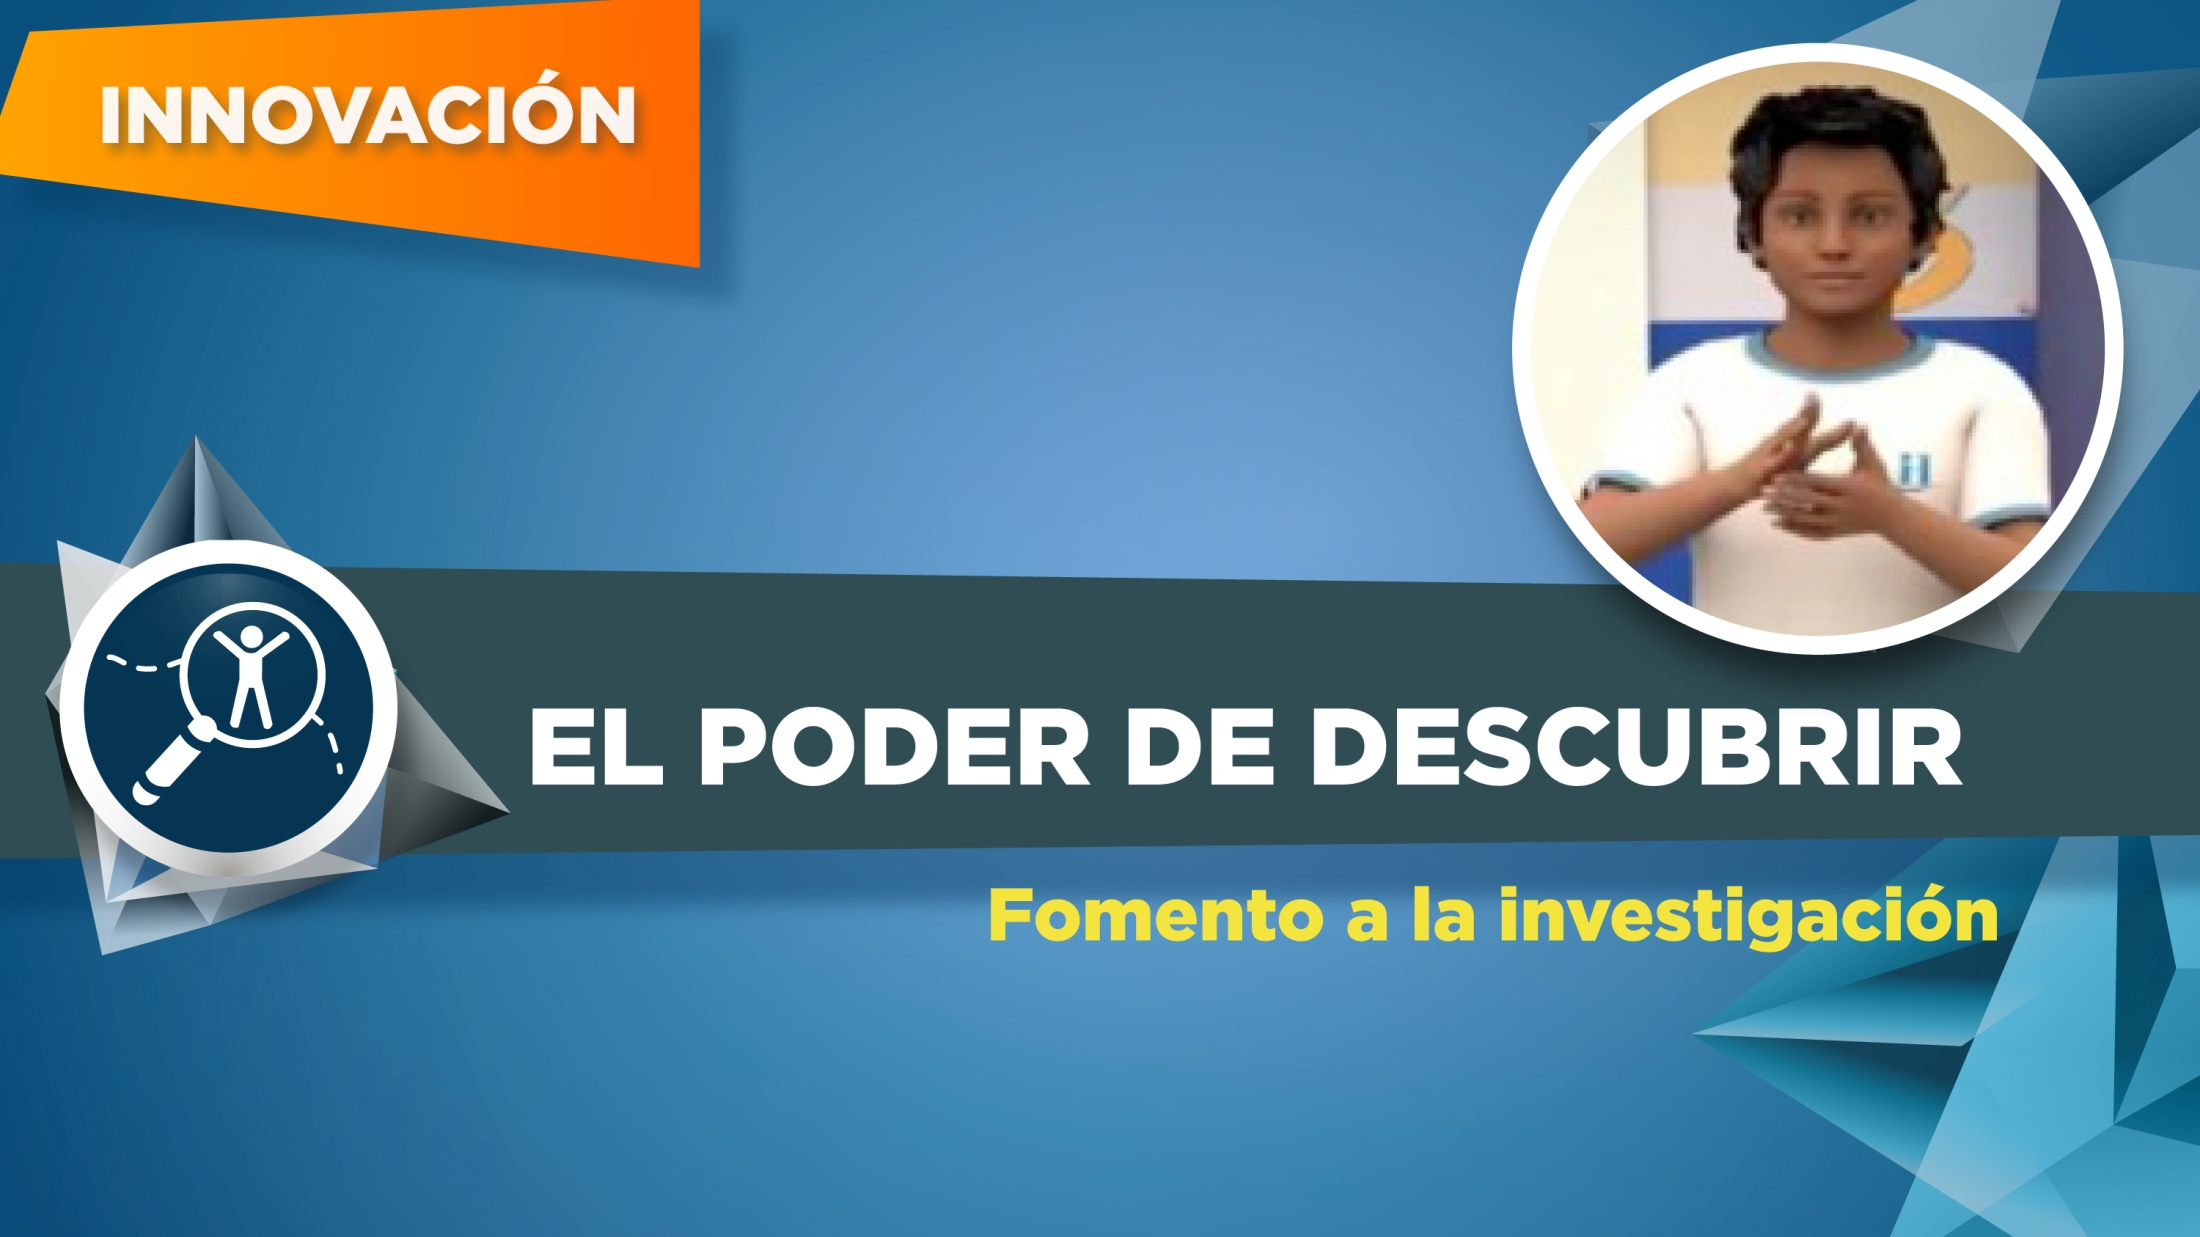 INNOVACIÓN
EL PODER DE DESCUBRIR
Fomento a la investigación